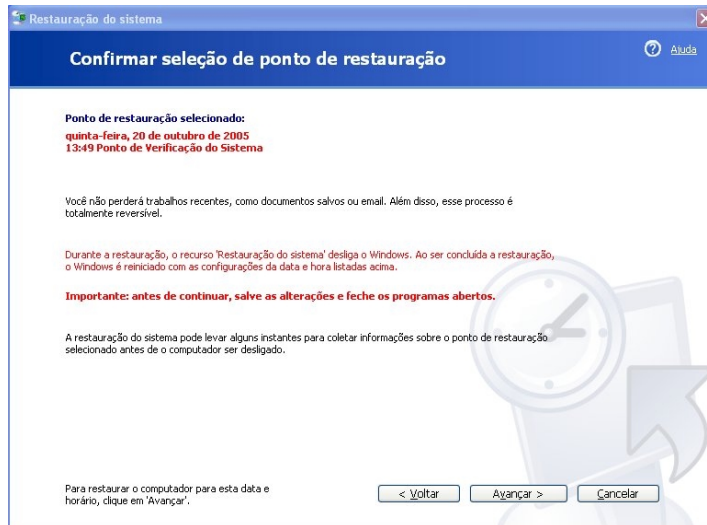 Restauração do sistema
Confirmar seleção de ponto de restauração
Ajuda
Ponto de restauração selecionado:
quinta-feira, 20 de outubro de 2005
13:49 Ponto de Verificação do Sistema
Você não perderá trabalhos recentes, como documentos salvos ou email. Além disso, esse processo é
totalmente reversível.
Durante a restauração, o recurso 'Restauração do sistema' desliga o Windows. Ao ser concluída a restauração,
o Windows é reiniciado com as configurações da data e hora listadas acima.
Importante: antes de continuar, salve as alterações e feche os programas abertos.
A restauração do sistema pode levar alguns instantes para coletar informações sobre o ponto de restauração
selecionado antes de o computador ser desligado.
Para restaurar o computador para esta data e
horário, clique em 'Avançar'.
< Voltar
Avançar >
Cancelar